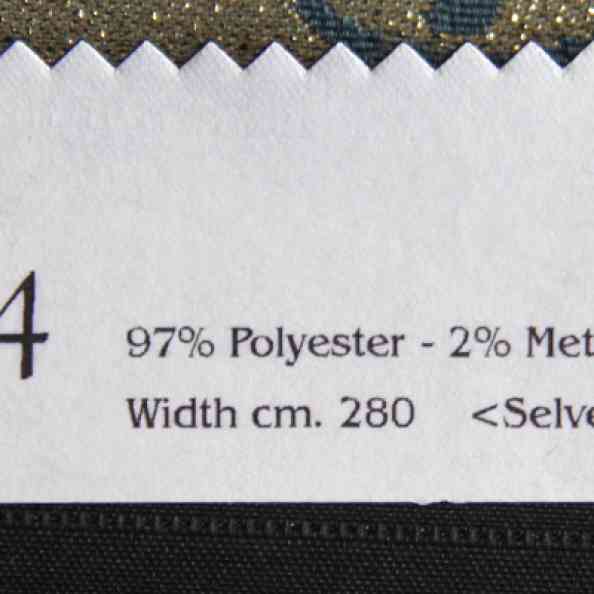 4
97% Polyester - 2% Met
Width cm. 280 <Selve